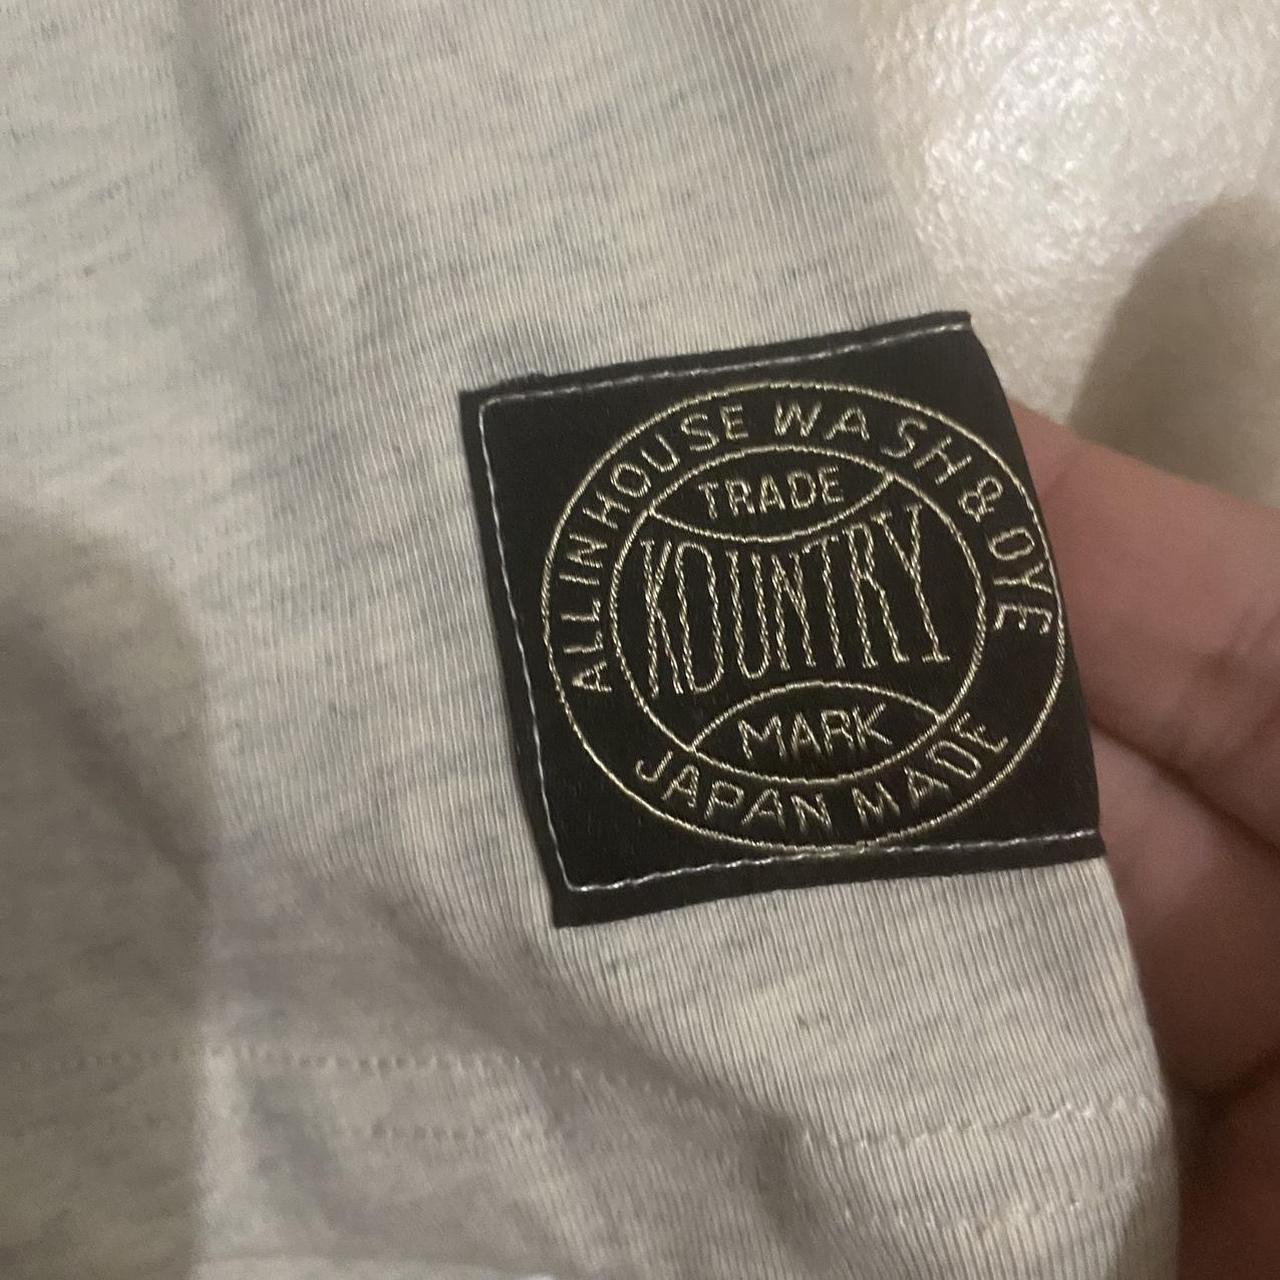 ALL IN HOUSE WASH & DYE
TRADE
KOUNTRY
MARK
JAPAN MADE